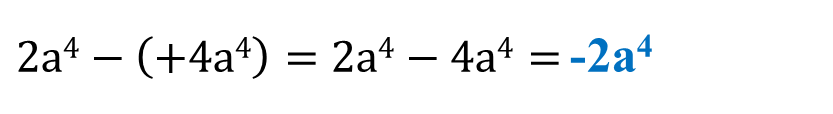 2a⁴ − (+4a⁴) = 2a⁴ − 4a⁴ = -2a⁴